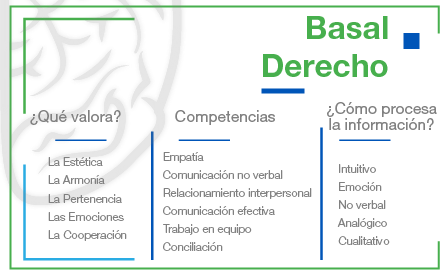 Basal
Derecho
¿Qué valora?
La Estética
La Armonía
La Pertenencia
Las Emociones
La Cooperación
Competencias
Empatía
Comunicación no verbal
Relacionamiento interpersonal
Comunicación efectiva
Trabajo en equipo
Conciliación
¿Cómo procesa
la información?
Intuitivo
Emoción
No verbal
Analógico
Cualitativo